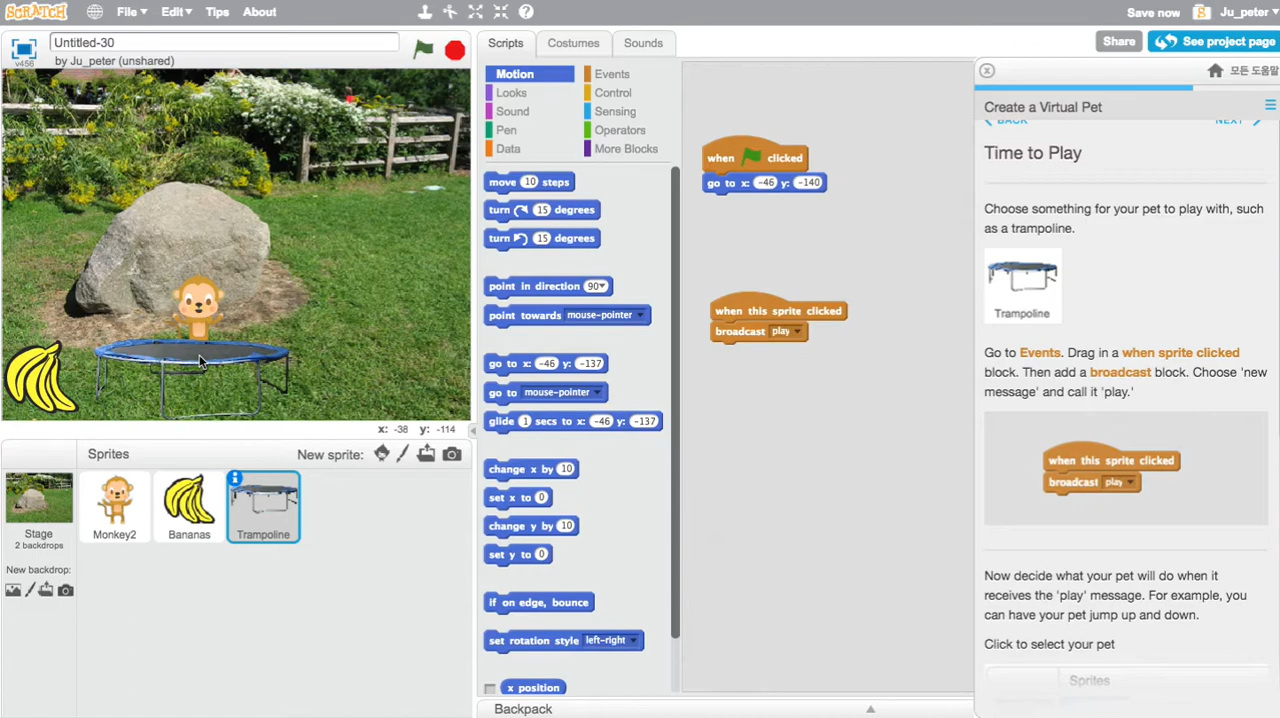 SCRATCH File Edit Tips About Save now Ju_peter
v456 Untitled-30
by Ju_peter (unshared)
Scripts Costumes Sounds
Share See project page
Motion Events
Looks Control
Sound Sensing
Pen Operators
Data More Blocks
move 10 steps
turn 15 degrees
turn 15 degrees
point in direction 90
point towards mouse-pointer
go to x: -46 y: -137
go to mouse-pointer
glide 1 secs to x: -46 y: -137
change x by 10
set x to 0
change y by 10
set y to 0
if on edge, bounce
set rotation style left-right
x position
when clicked
go to x: -46 y: -140
when this sprite clicked
broadcast play
Backpack
x: -38 y: -114
Sprites New sprite:
Stage
2 backdrops
New backdrop:
Monkey2
Bananas
Trampoline
모든 도움말
Create a Virtual Pet
BACK NEXT
Time to Play
Choose something for your pet to play with, such
as a trampoline.
Trampoline
Go to Events. Drag in a when sprite clicked
block. Then add a broadcast block. Choose 'new
message' and call it 'play.'
when this sprite clicked
broadcast play
Now decide what your pet will do when it
receives the 'play' message. For example, you
can have your pet jump up and down.
Click to select your pet
Sprites